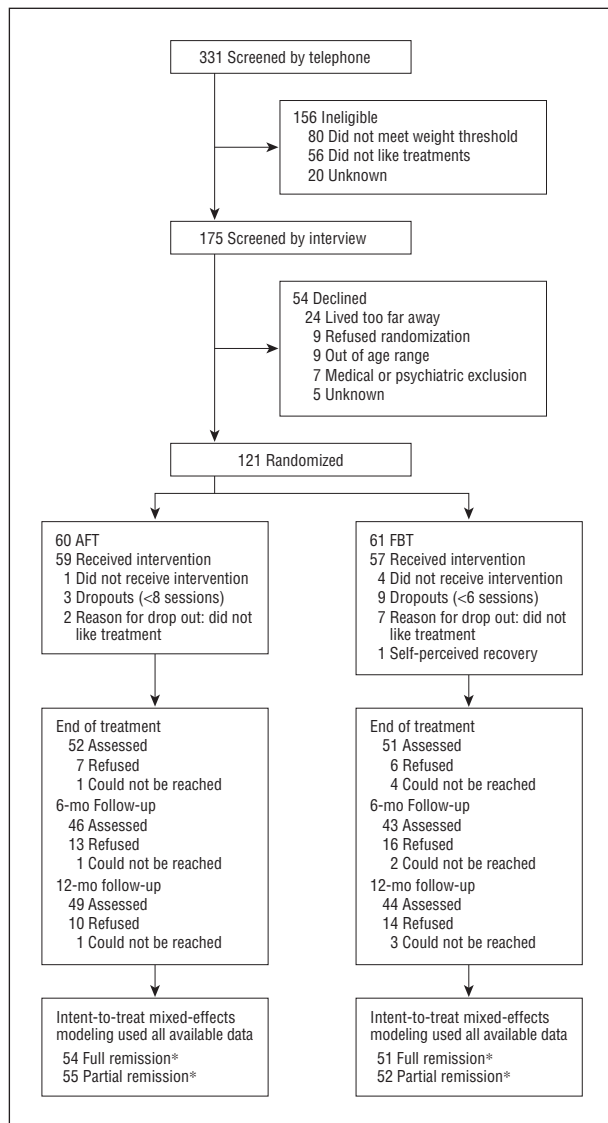 331 Screened by telephone
156 Ineligible
80 Did not meet weight threshold
56 Did not like treatments
20 Unknown
175 Screened by interview
54 Declined
24 Lived too far away
9 Refused randomization
9 Out of age range
7 Medical or psychiatric exclusion
5 Unknown
121 Randomized
60 AFT
59 Received intervention
1 Did not receive intervention
3 Dropouts (<8 sessions)
2 Reason for drop out: did
not like treatment
61 FBT
57 Received intervention
4 Did not receive intervention
9 Dropouts (<6 sessions)
7 Reason for drop out: did
not like treatment
1 Self-perceived recovery
End of treatment
52 Assessed
7 Refused
1 Could not be reached
6-mo Follow-up
46 Assessed
13 Refused
1 Could not be reached
12-mo follow-up
49 Assessed
10 Refused
1 Could not be reached
End of treatment
51 Assessed
6 Refused
4 Could not be reached
6-mo Follow-up
43 Assessed
16 Refused
2 Could not be reached
12-mo follow-up
44 Assessed
14 Refused
3 Could not be reached
Intent-to-treat mixed-effects
modeling used all available data
54 Full remission*
55 Partial remission*
Intent-to-treat mixed-effects
modeling used all available data
51 Full remission*
52 Partial remission*